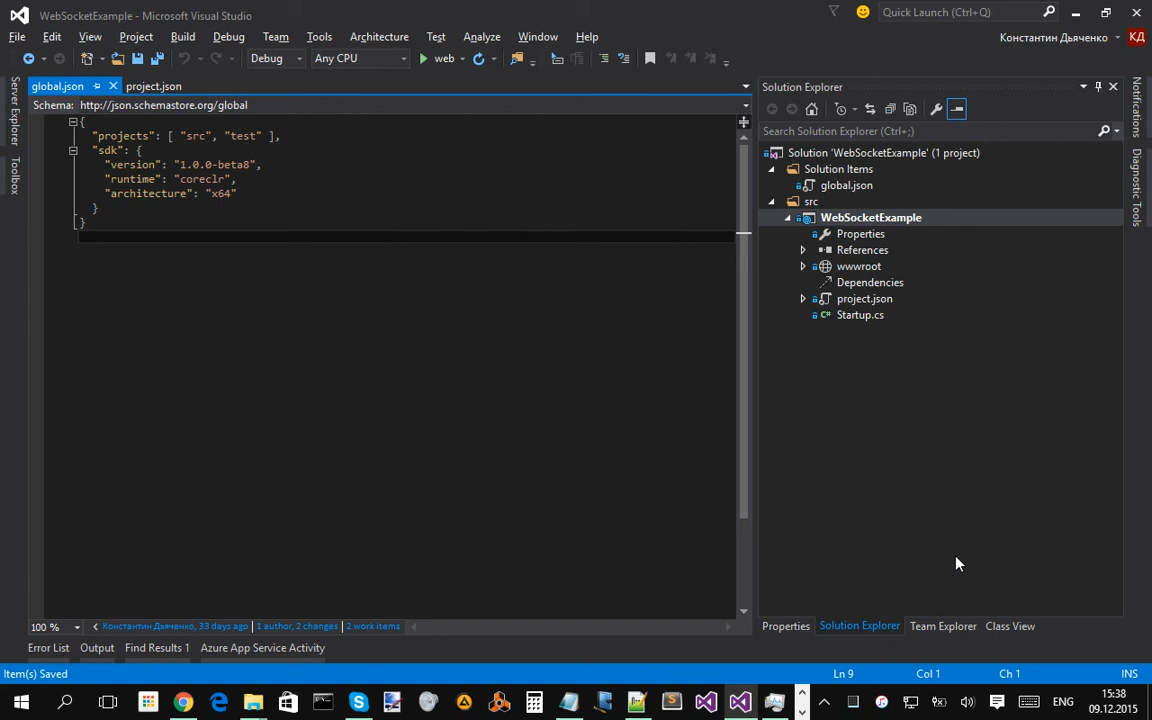 WebSocketExample - Microsoft Visual Studio
Quick Launch (Ctrl+Q)
File Edit View Project Build Debug Team Tools Architecture Test Analyze Window Help
Константин Дьяченко КД
Debug Any CPU web
global.json project.json
Schema: http://json.schemastore.org/global
{
"projects": [ "src", "test" ],
"sdk": {
"version": "1.0.0-beta8",
"runtime": "coreclr",
"architecture": "x64"
}
}
100 % Константин Дьяченко, 33 days ago 1 author, 2 changes 2 work items
Server Explorer
Toolbox
Solution Explorer
Search Solution Explorer (Ctrl+;)
Solution 'WebSocketExample' (1 project)
Solution Items
global.json
src
WebSocketExample
Properties
References
wwwroot
Dependencies
project.json
C# Startup.cs
Properties Solution Explorer Team Explorer Class View
Notifications
Diagnostic Tools
Error List Output Find Results 1 Azure App Service Activity
Item(s) Saved Ln 9 Col 1 Ch 1 INS
ENG
15:38
09.12.2015